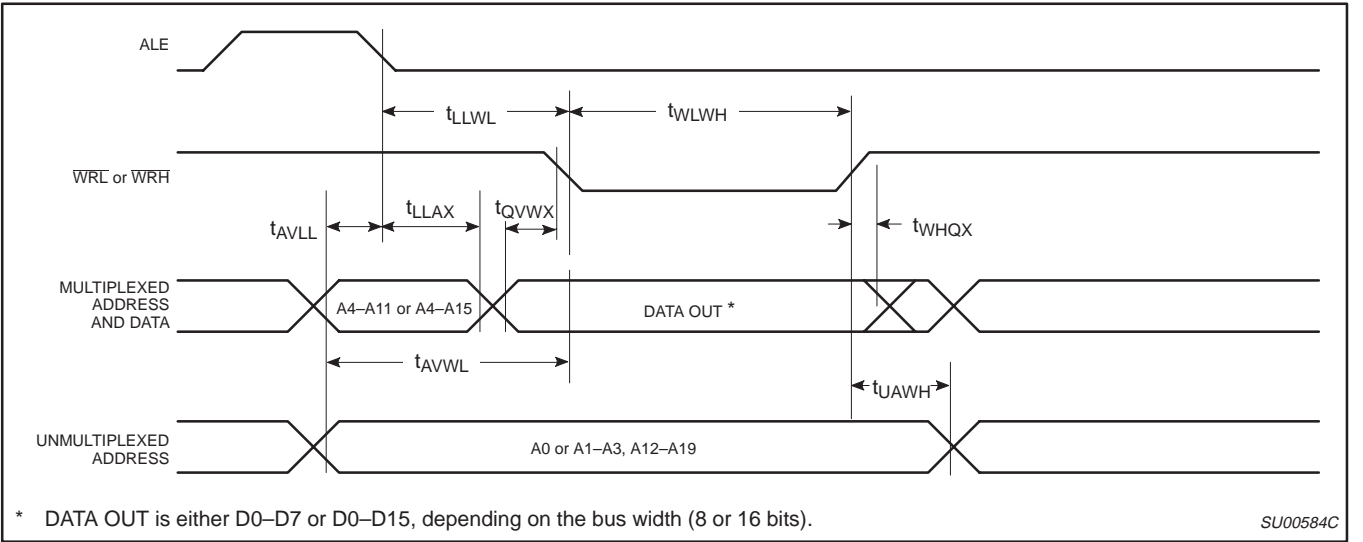 ALE
tLLWL
tWLWH
WRL or WRH
tAVLL
tLLAX
tQVWX
tWHQX
MULTIPLEXED
ADDRESS
AND DATA
A4–A11 or A4–A15
DATA OUT *
tAVWL
tUAWH
UNMULTIPLEXED
ADDRESS
A0 or A1–A3, A12–A19
* DATA OUT is either D0–D7 or D0–D15, depending on the bus width (8 or 16 bits).
SU00584C